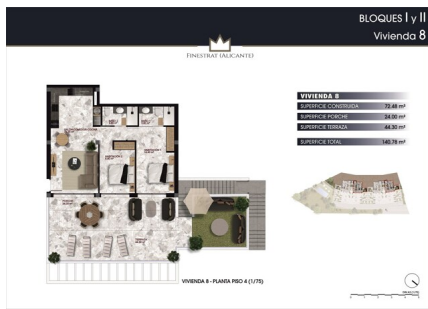 BLOQUES I y II
Vivienda 8
FINESTRAT (ALICANTE)
VIVIENDA 8
SUPERFICIE CONSTRUIDA 72.48 m²
SUPERFICIE PORCHE 24.00 m²
SUPERFICIE TERRAZA 44.30 m²
SUPERFICIE TOTAL 140.78 m²
VIVIENDA 8 - PLANTA PISO 4 (1/75)